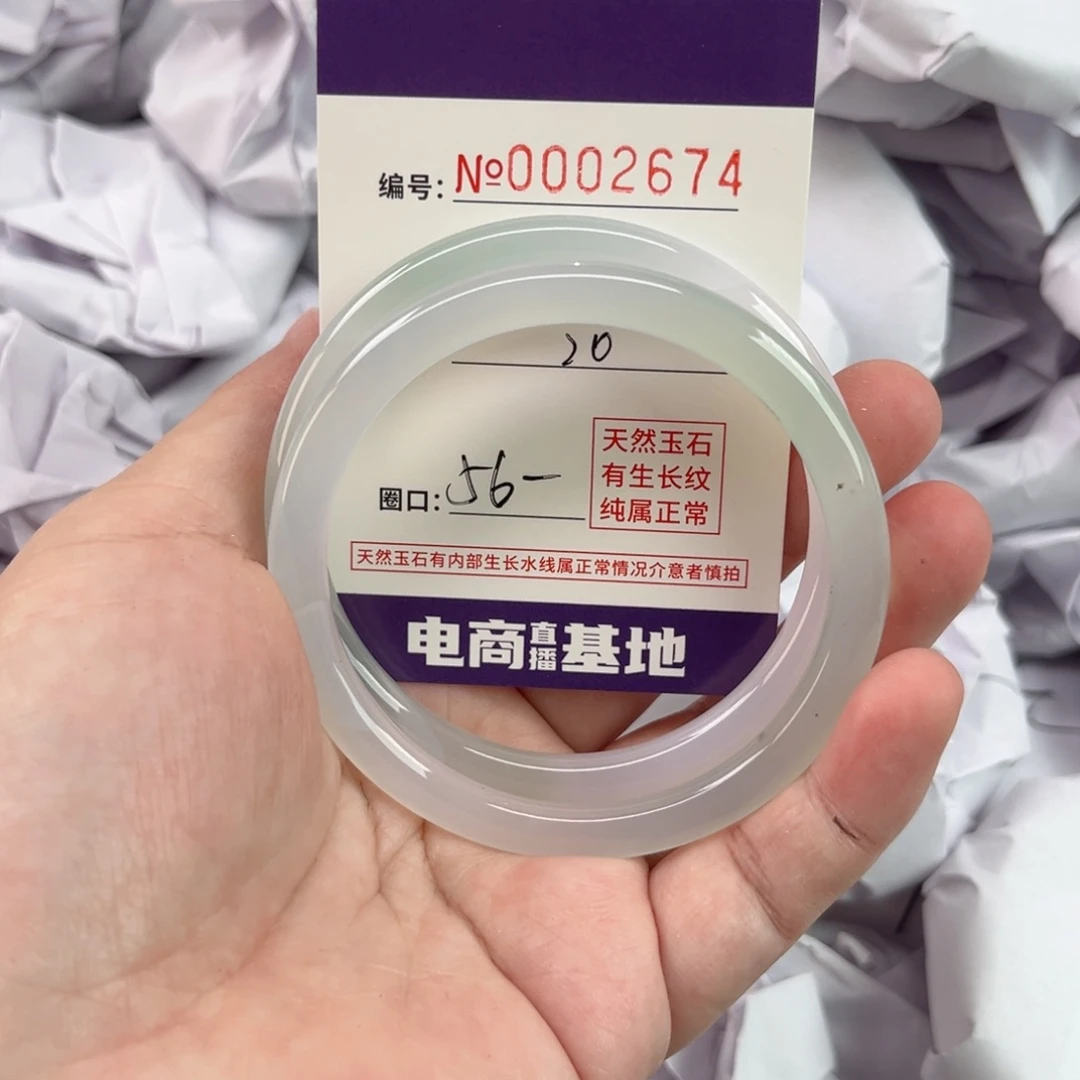 编号: №0002674
20
圈口: 56-
天然玉石
有生长纹
纯属正常
天然玉石有内部生长水线属正常情况介意者慎拍
电商直播基地